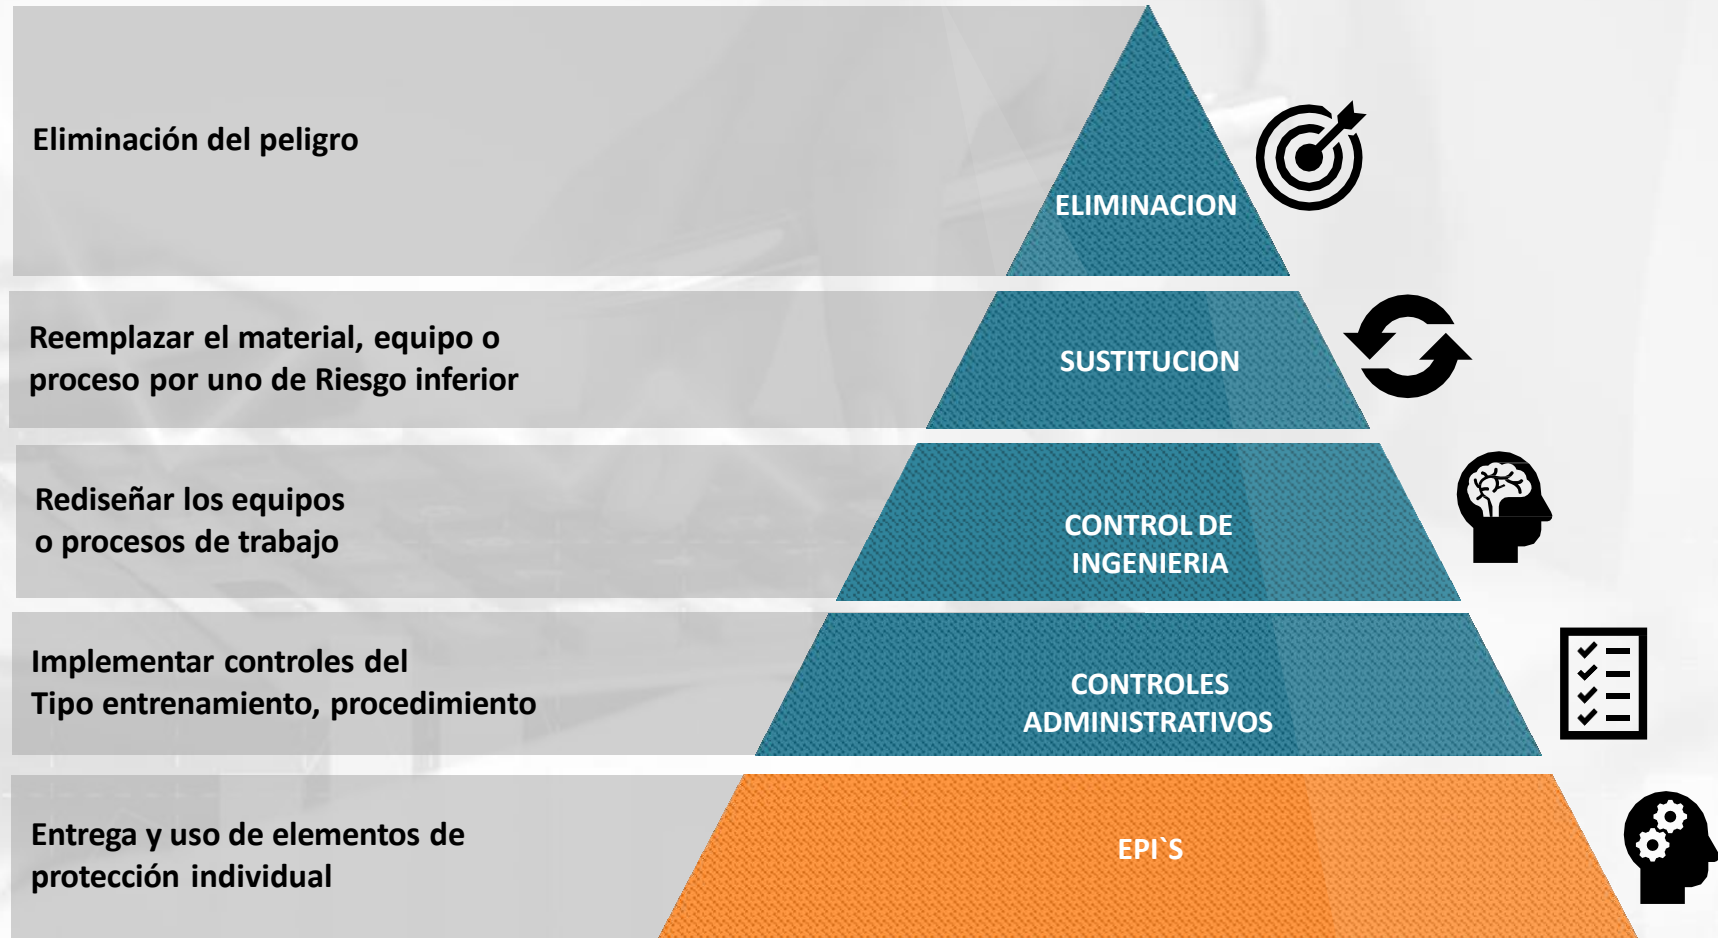 Eliminación del peligro
ELIMINACION
Reemplazar el material, equipo o
proceso por uno de Riesgo inferior
SUSTITUCION
Rediseñar los equipos
o procesos de trabajo
CONTROL DE
INGENIERIA
Implementar controles del
Tipo entrenamiento, procedimiento
CONTROLES
ADMINISTRATIVOS
Entrega y uso de elementos de
protección individual
EPI`S